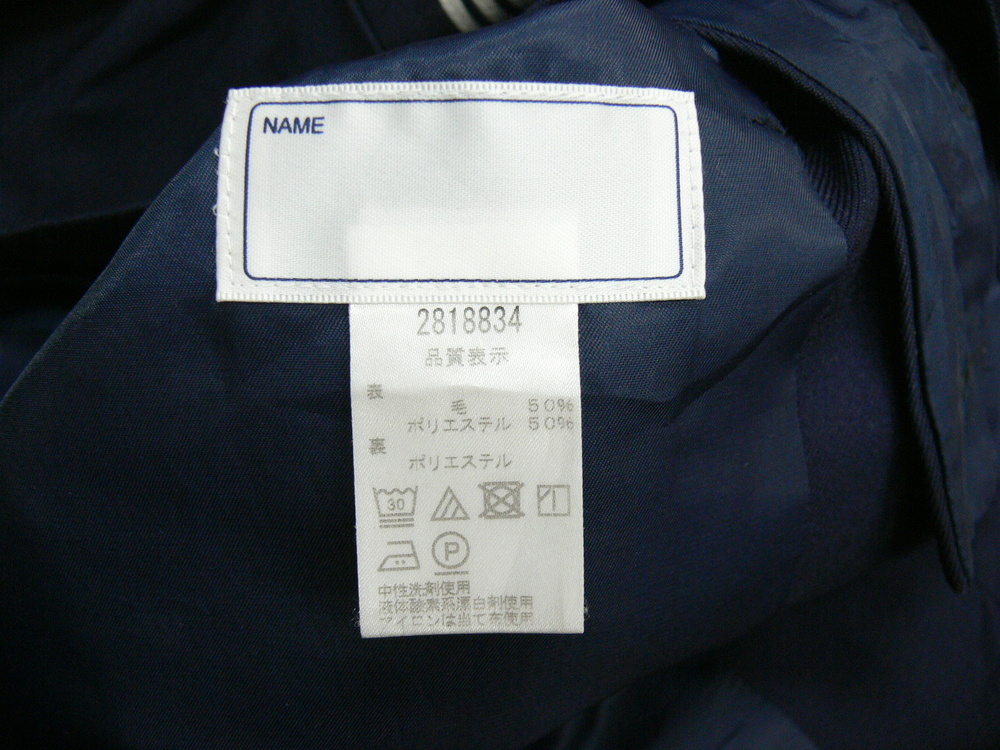 NAME
2818834
品質表示
表
毛 50%
ポリエステル 50%
裏
ポリエステル
30
P
中性洗剤使用
液体酸素系漂白剤使用
アイロンは当て布使用